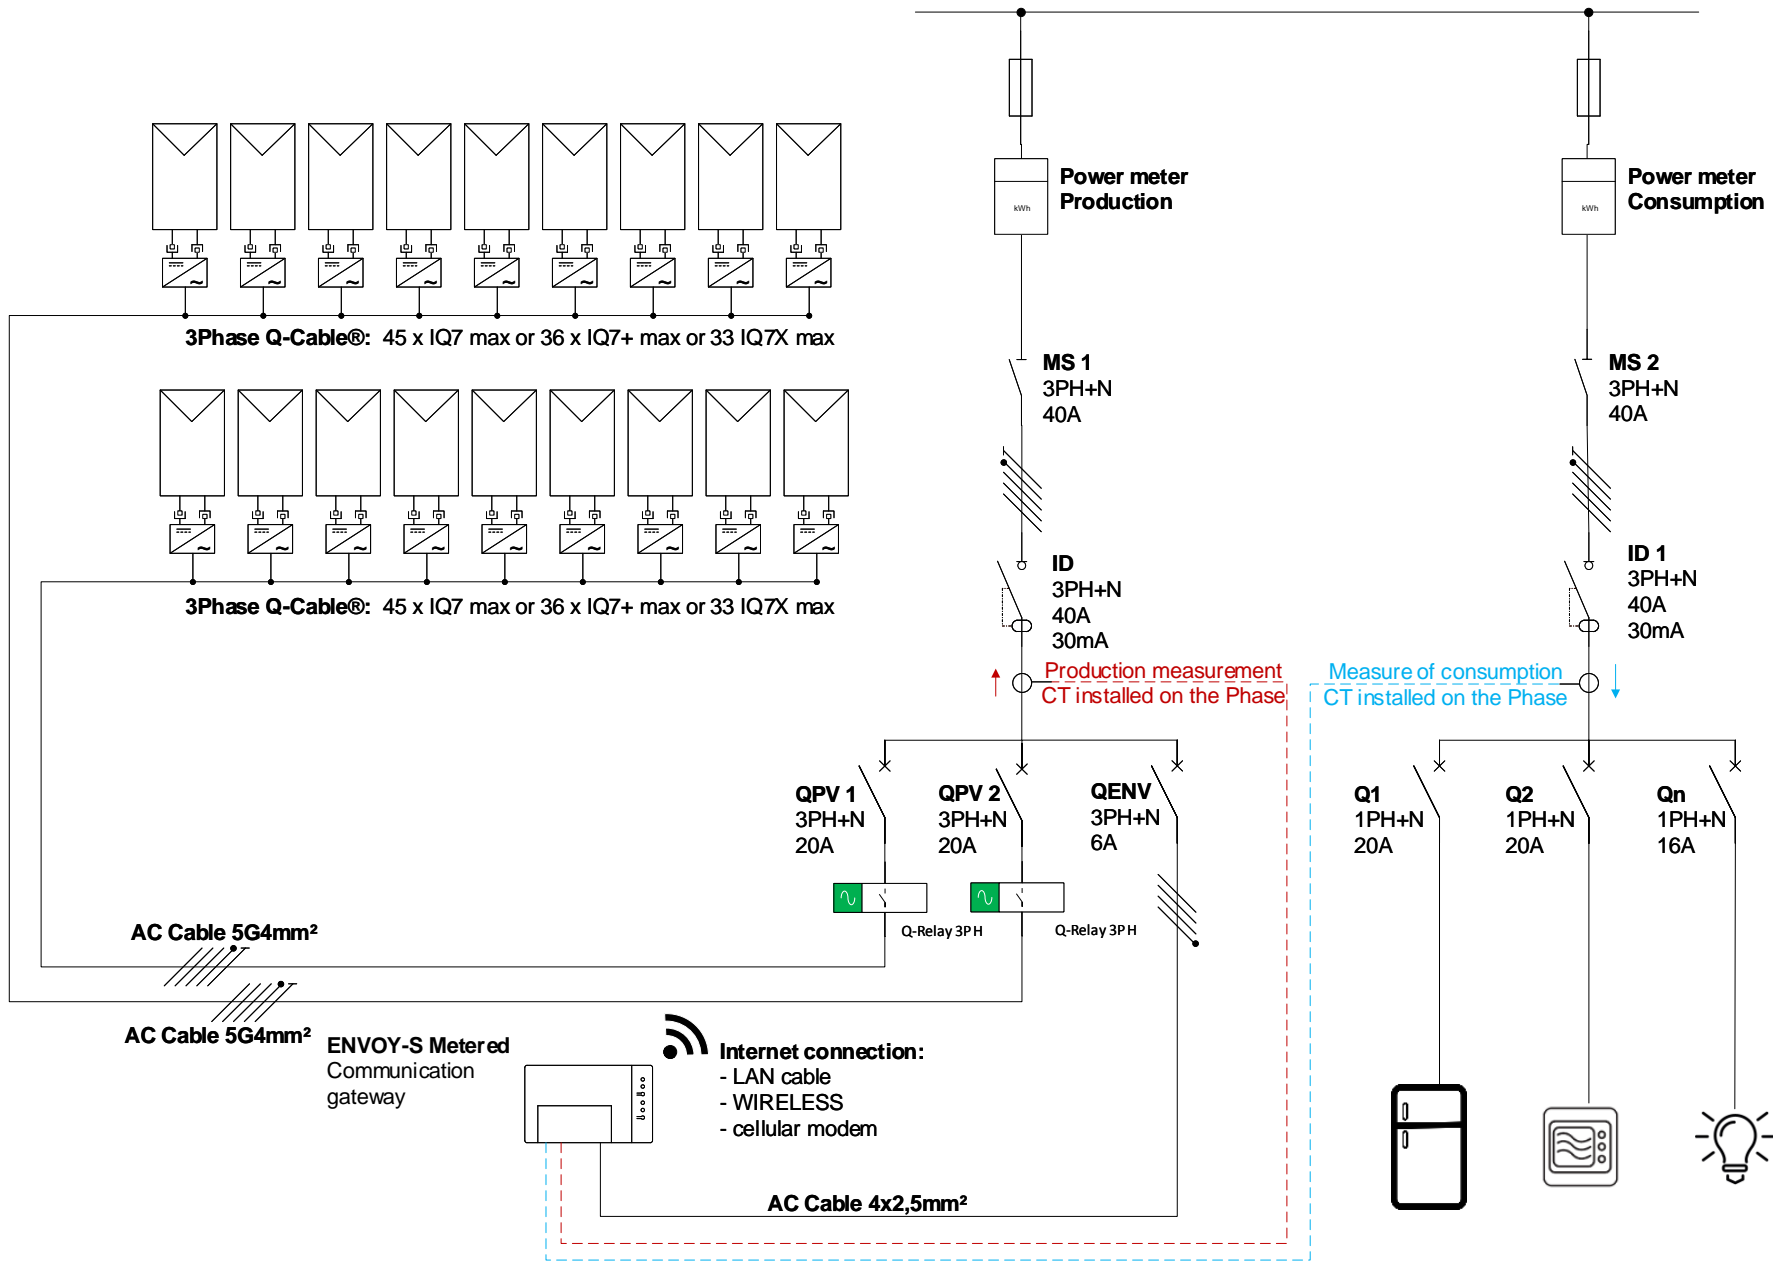 Power meter
Production
kWh
Power meter
Consumption
kWh
3Phase Q-Cable®: 45 x IQ7 max or 36 x IQ7+ max or 33 IQ7X max
MS 1
3PH+N
40A
MS 2
3PH+N
40A
3Phase Q-Cable®: 45 x IQ7 max or 36 x IQ7+ max or 33 IQ7X max
ID
3PH+N
40A
30mA
ID 1
3PH+N
40A
30mA
Production measurement
CT installed on the Phase
Measure of consumption
CT installed on the Phase
QPV 1
3PH+N
20A
QPV 2
3PH+N
20A
QENV
3PH+N
6A
Q1
1PH+N
20A
Q2
1PH+N
20A
Qn
1PH+N
16A
Q-Relay 3PH
Q-Relay 3PH
AC Cable 5G4mm²
AC Cable 5G4mm²
ENVOY-S Metered
Communication
gateway
Internet connection:
- LAN cable
- WIRELESS
- cellular modem
AC Cable 4x2,5mm²